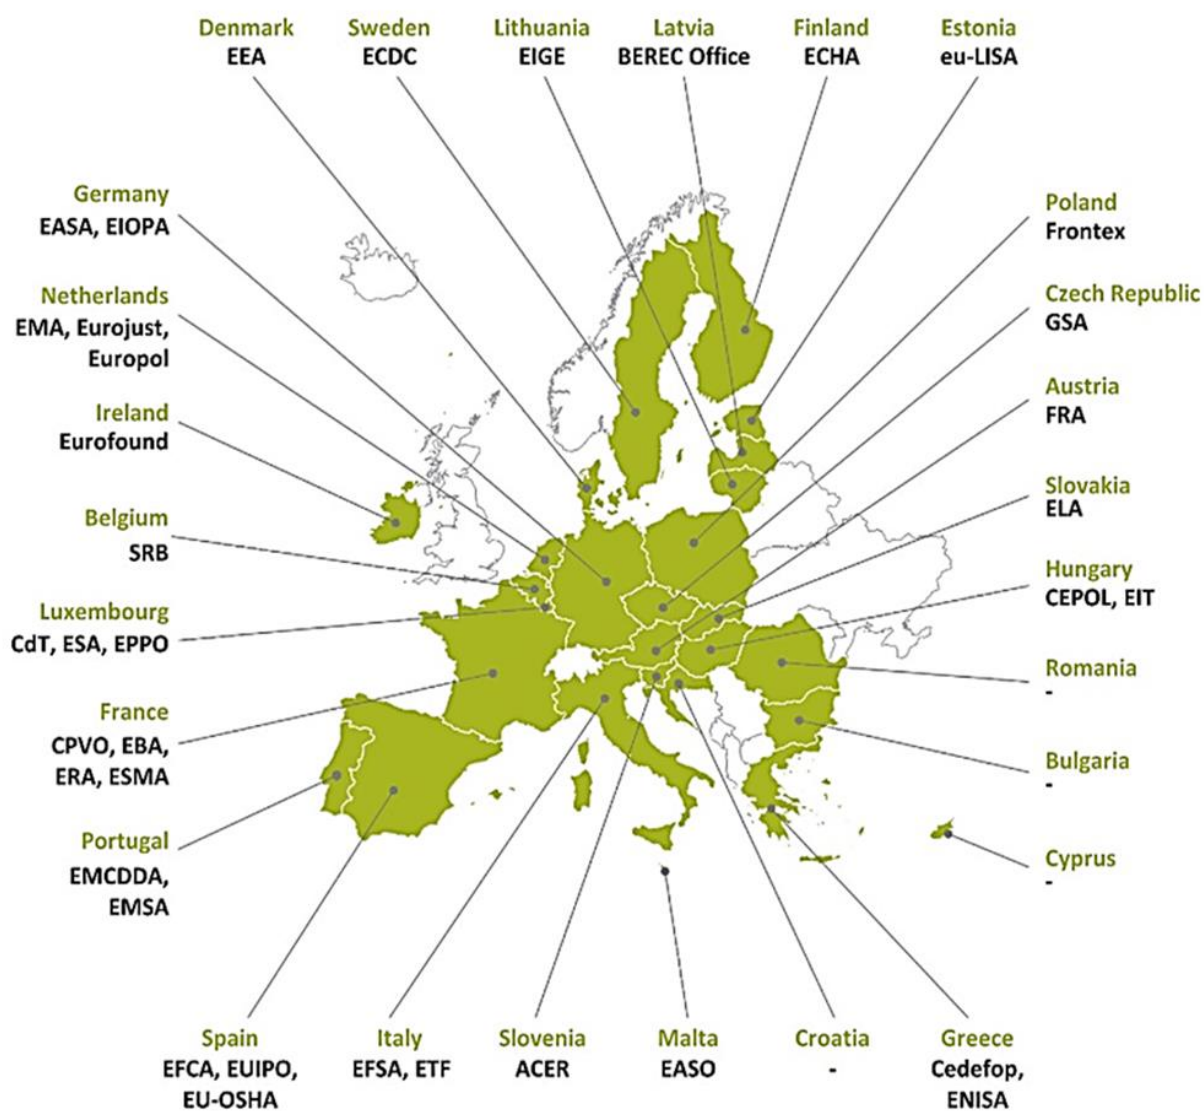 Denmark
EEA
Sweden
ECDC
Lithuania
EIGE
Latvia
BEREC Office
Finland
ECHA
Estonia
eu-LISA
Germany
EASA, EIOPA
Netherlands
EMA, Eurojust,
Europol
Ireland
Eurofound
Belgium
SRB
Luxembourg
CdT, ESA, EPPO
France
CPVO, EBA,
ERA, ESMA
Portugal
EMCDDA,
EMSA
Poland
Frontex
Czech Republic
GSA
Austria
FRA
Slovakia
ELA
Hungary
CEPOL, EIT
Romania
-
Bulgaria
-
Cyprus
-
Spain
EFCA, EUIPO,
EU-OSHA
Italy
EFSA, ETF
Slovenia
ACER
Malta
EASO
Croatia
-
Greece
Cedefop,
ENISA